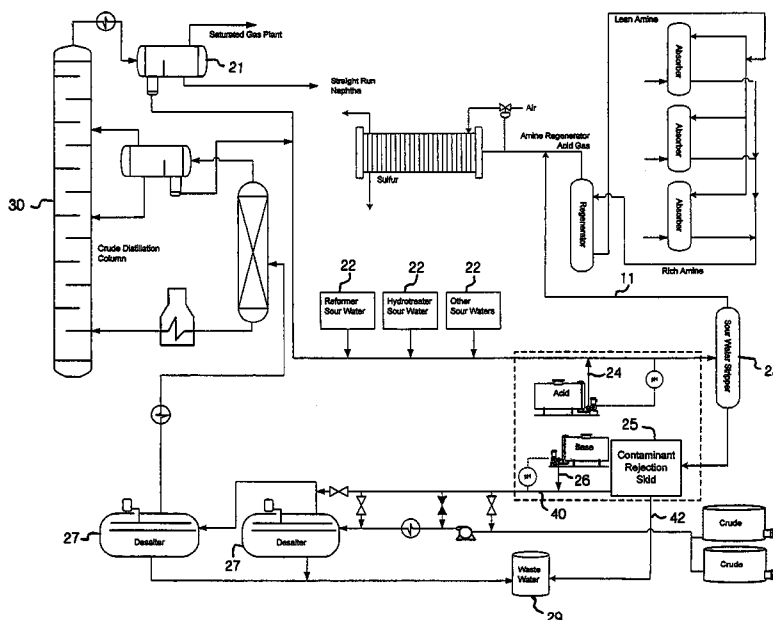 Saturated Gas Plant
21
Straight Run
Naphtha
30
Crude Distillation
Column
Air
Amine Regenerator
Acid Gas
Sulfur
Regenerator
Lean Amine
Absorber
Absorber
Absorber
Rich Amine
11
22
22
22
Reformer
Sour Water
Hydrotreater
Sour Water
Other
Sour Waters
Sour Water Stripper
24
Acid
pH
25
Contaminant
Rejection
Skid
Base
pH
26
40
42
27
Desalter
27
Desalter
Waste
Water
29
Crude
Crude